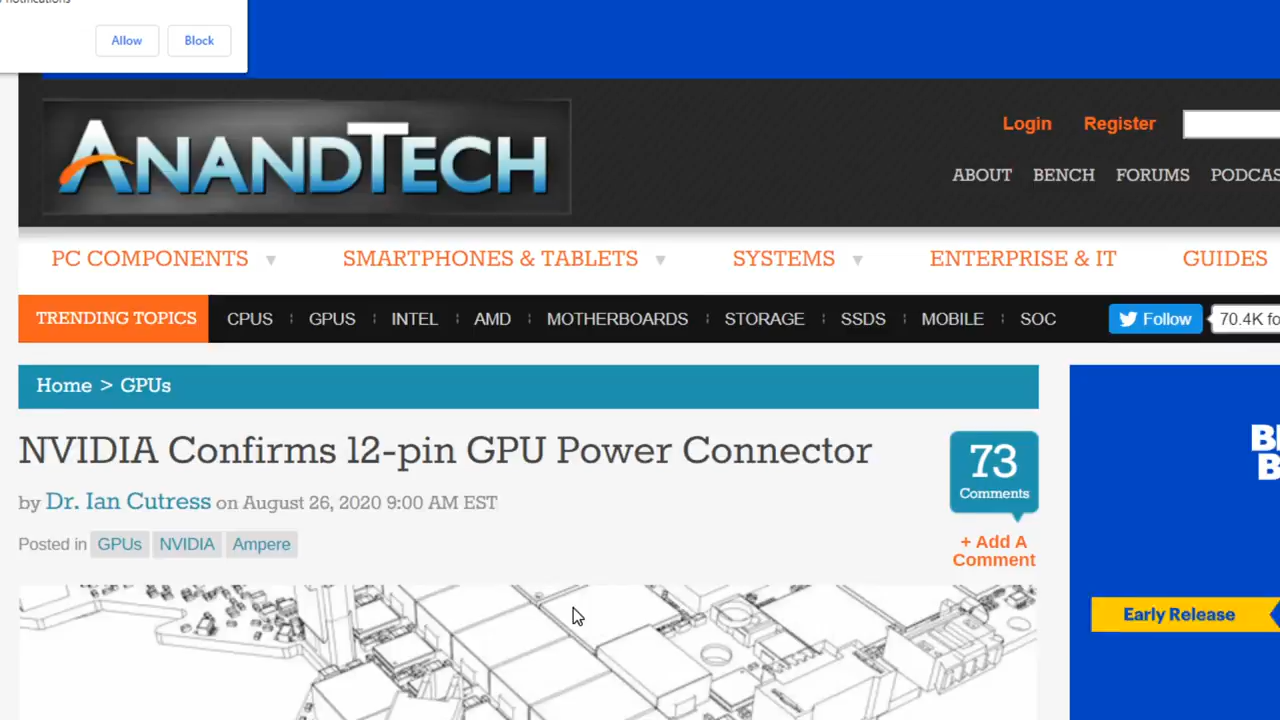 Allow Block
ANANDTECH
Login Register
ABOUT BENCH FORUMS
PC COMPONENTS SMARTPHONES & TABLETS SYSTEMS ENTERPRISE & IT GUIDES
TRENDING TOPICS CPUS GPUS INTEL AMD MOTHERBOARDS STORAGE SSDS MOBILE SOC Follow 70.4K
Home > GPUs
NVIDIA Confirms 12-pin GPU Power Connector
73
Comments
by Dr. Ian Cutress on August 26, 2020 9:00 AM EST
Posted in GPUs NVIDIA Ampere
+ Add A
Comment
Early Release